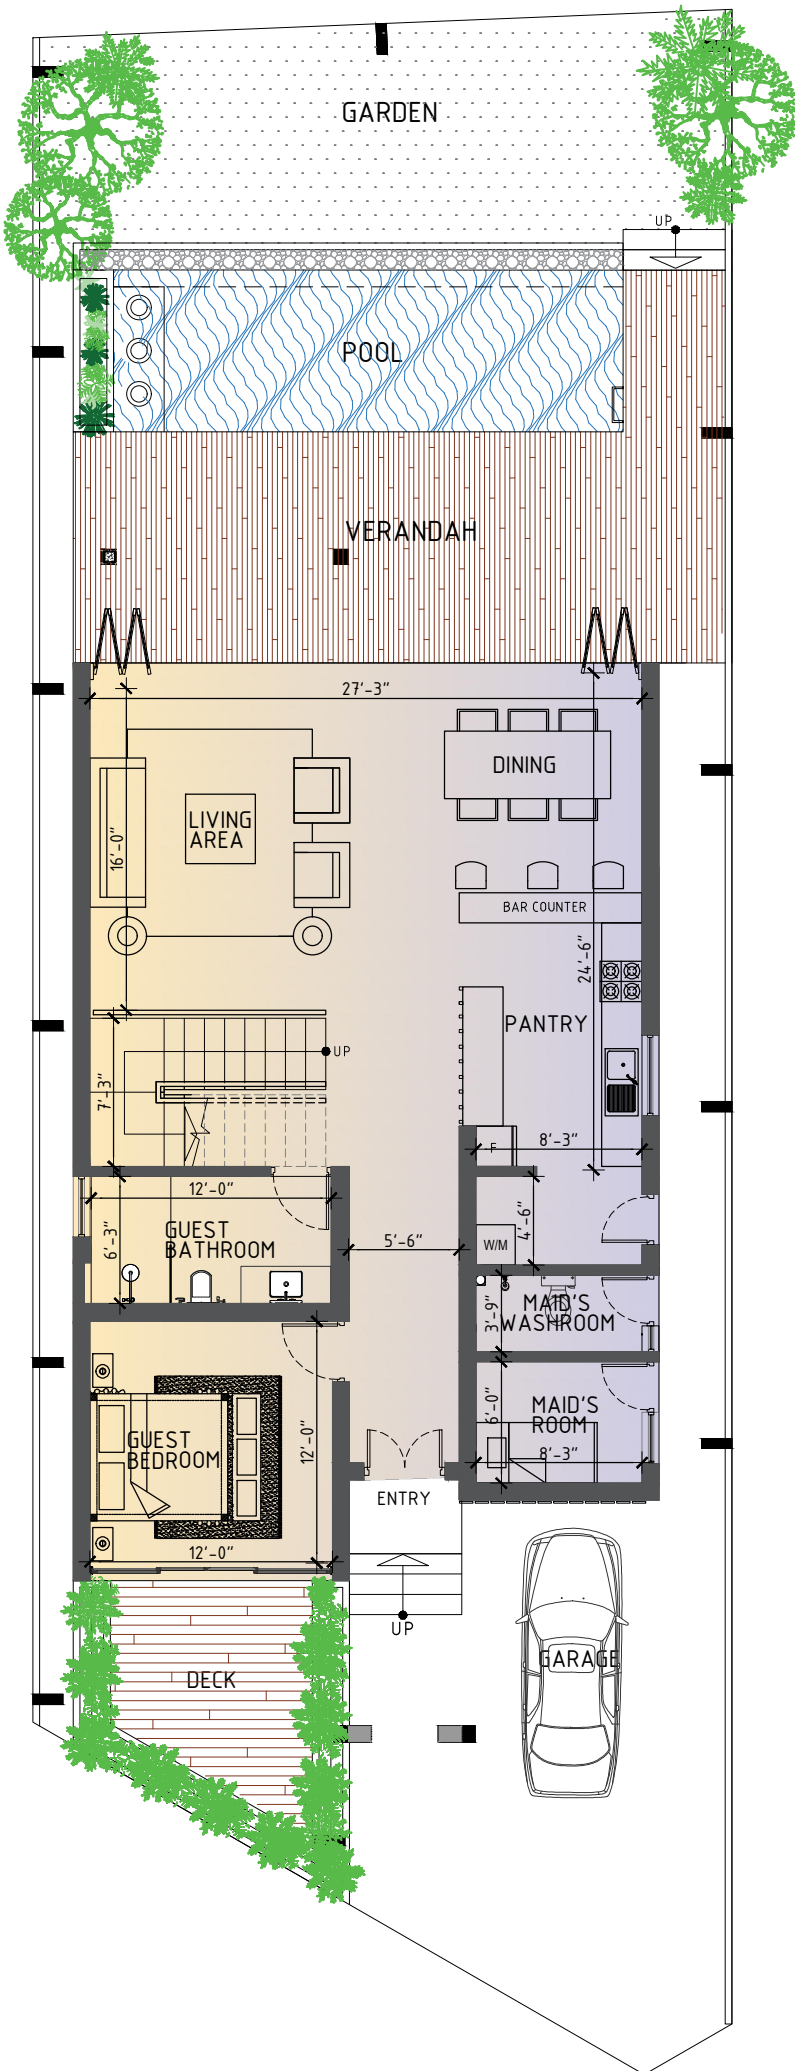 GARDEN
UP
POOL
VERANDAH
27'-3"
DINING
LIVING
AREA
16'-0"
BAR COUNTER
24'-6"
PANTRY
UP
7'-3"
F
8'-3"
12'-0"
6'-3"
GUEST
BATHROOM
5'-6"
4'-6"
W/M
MAID'S
WASHROOM
3'-9"
MAID'S
ROOM
6'-0"
8'-3"
GUEST
BEDROOM
12'-0"
12'-0"
ENTRY
UP
GARAGE
DECK